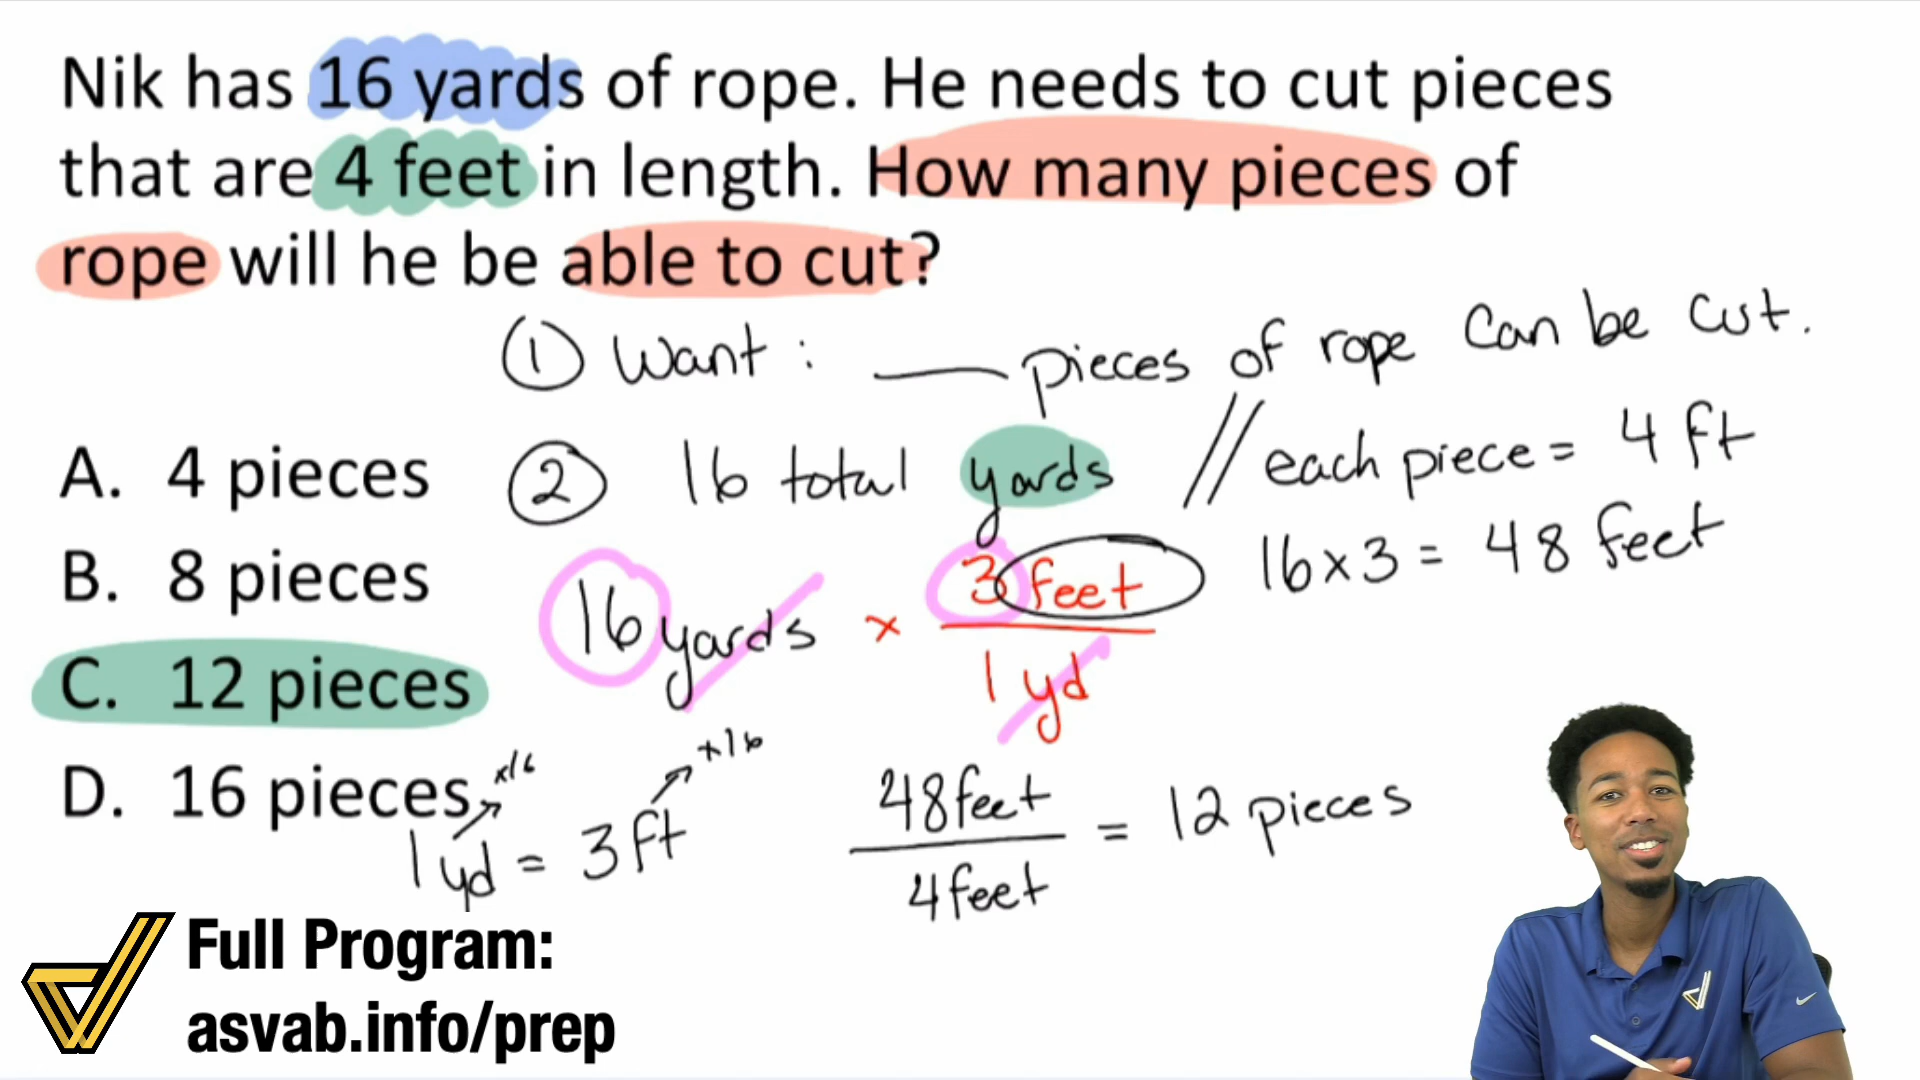 Nik has 16 yards of rope. He needs to cut pieces
that are 4 feet in length. How many pieces of
rope will he be able to cut?
① Want: ___ pieces of rope can be cut.
A. 4 pieces
② 16 total yards // each piece = 4 ft
B. 8 pieces
16 yards × 3 feet / 1 yd
16×3 = 48 feet
C. 12 pieces
D. 16 pieces
×16
×16
1 yd = 3 ft
48 feet / 4 feet = 12 pieces
Full Program:
asvab.info/prep